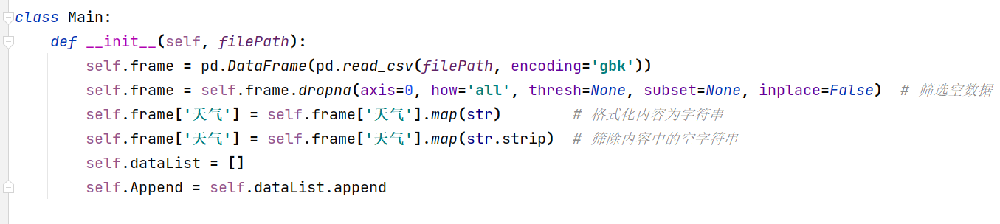 class Main:
    def __init__(self, filePath):
        self.frame = pd.DataFrame(pd.read_csv(filePath, encoding='gbk'))
        self.frame = self.frame.dropna(axis=0, how='all', thresh=None, subset=None, inplace=False)  # 筛选空数据
        self.frame['天气'] = self.frame['天气'].map(str)        # 格式化内容为字符串
        self.frame['天气'] = self.frame['天气'].map(str.strip)  # 筛除内容中的空字符串
        self.dataList = []
        self.Append = self.dataList.append